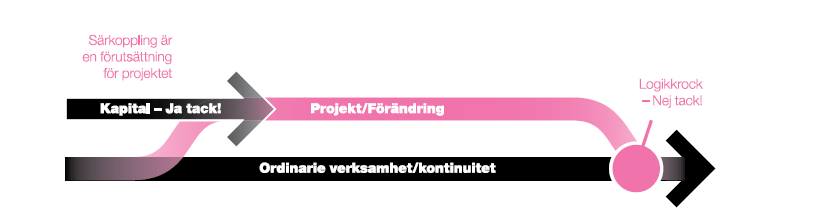 Särkoppling är
en förutsättning
för projektet
Kapital – Ja tack!
Projekt/Förändring
Logikkrock
– Nej tack!
Ordinarie verksamhet/kontinuitet